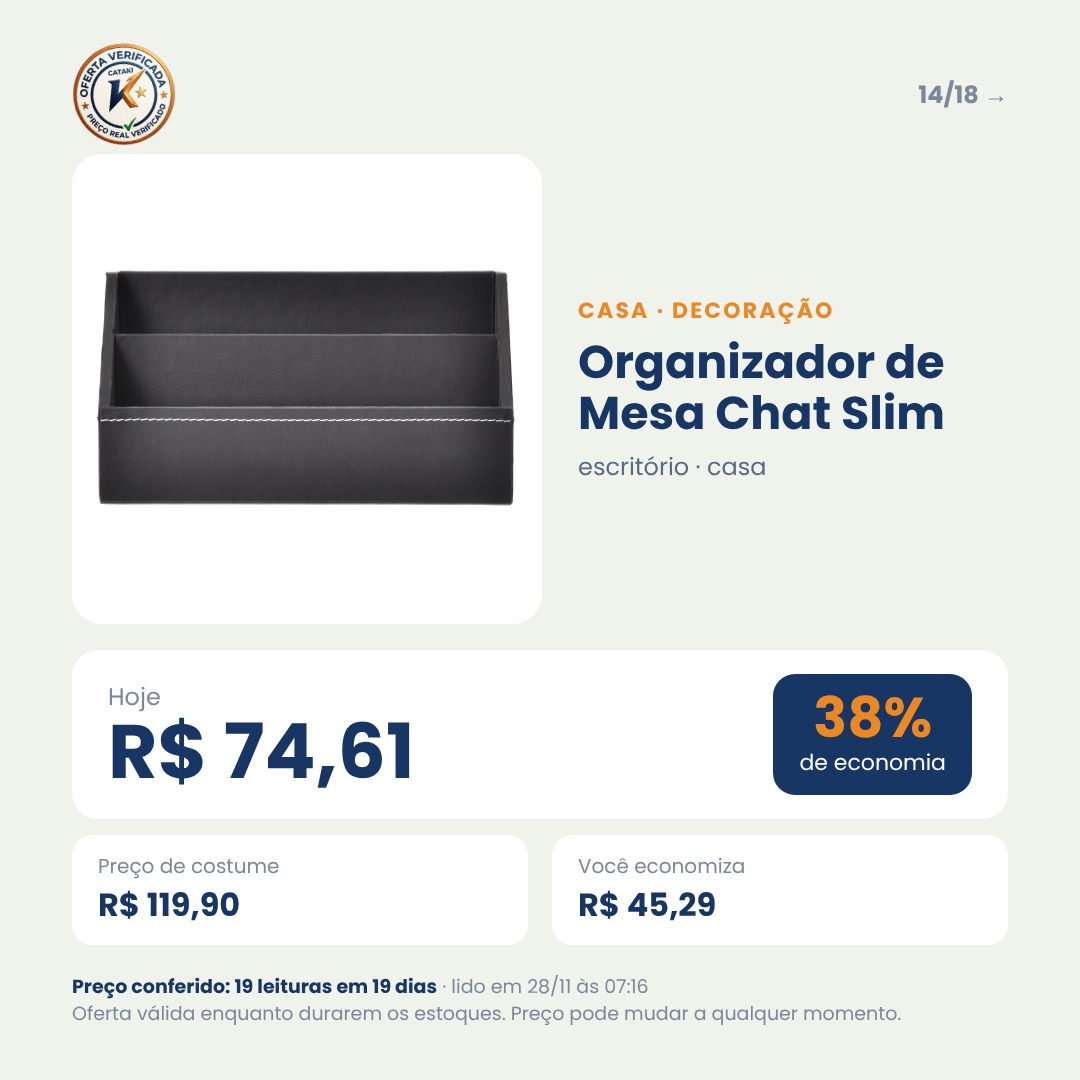 OFERTA VERIFICADA
CATAKI
K
PREÇO REAL VERIFICADO
14/18 →
CASA · DECORAÇÃO
Organizador de
Mesa Chat Slim
escritório · casa
Hoje
R$ 74,61
38%
de economia
Preço de costume
R$ 119,90
Você economiza
R$ 45,29
Preço conferido: 19 leituras em 19 dias · lido em 28/11 às 07:16
Oferta válida enquanto durarem os estoques. Preço pode mudar a qualquer momento.